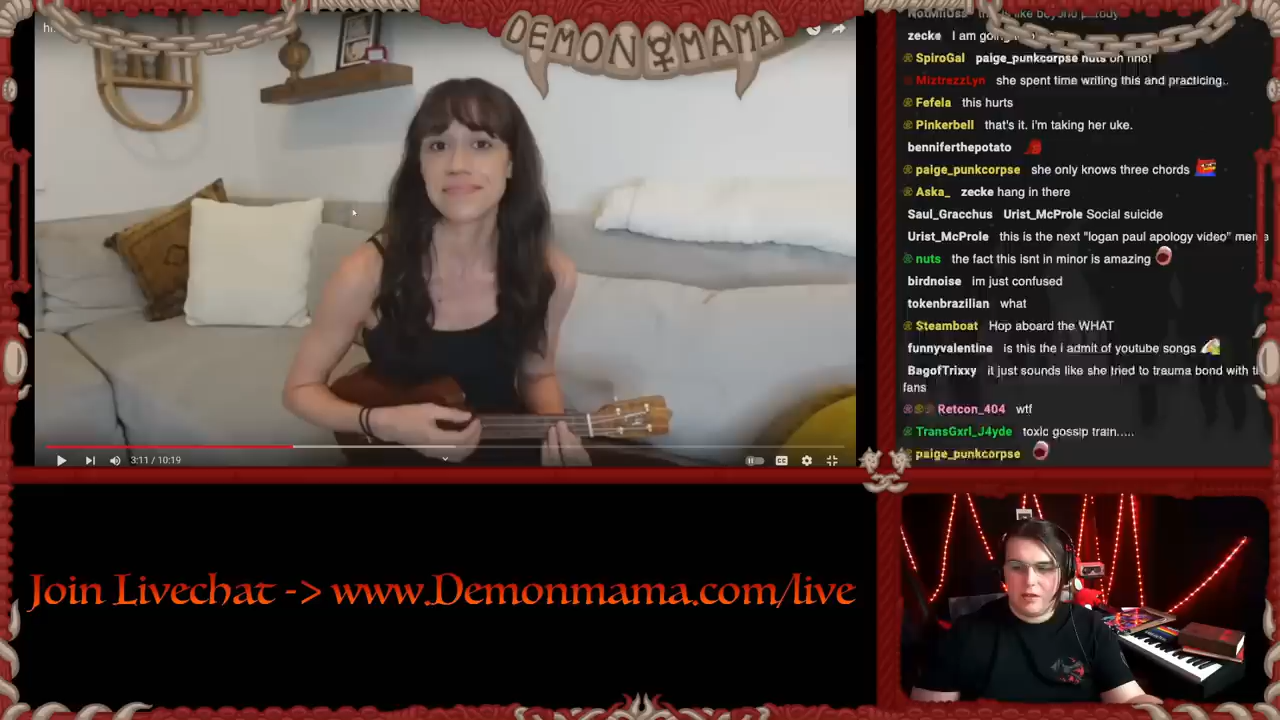 hi.
DEMON MAMA
3:11 / 10:19
Join Livechat -> www.Demonmama.com/live
zecke I am going
SpiroGal paige_punkcorpse nuts oh nno!
MiztrezzLyn she spent time writing this and practicing..
Fefela this hurts
Pinkerbell that's it. i'm taking her uke.
benniferthepotato
paige_punkcorpse she only knows three chords
Aska_ zecke hang in there
Saul_Gracchus Urist_McProle Social suicide
Urist_McProle this is the next "logan paul apology video" meme
nuts the fact this isnt in minor is amazing
birdnoise im just confused
tokenbrazilian what
Steamboat Hop aboard the WHAT
funnyvalentine is this the i admit of youtube songs
BagofTrixxy it just sounds like she tried to trauma bond with
fans
Retcon_404 wtf
TransGxrl_J4yde toxic gossip train.....
paige_punkcorpse